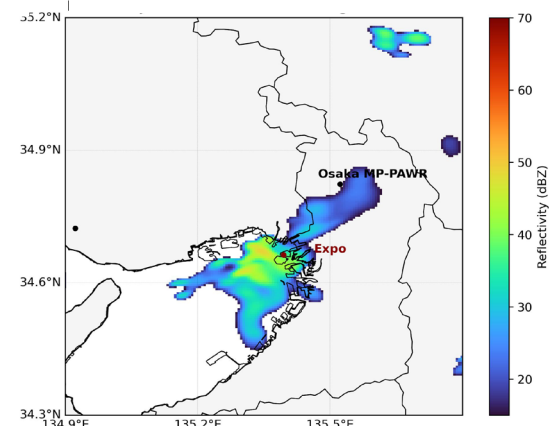 35.2°N
34.9°N
34.6°N
34.3°N
134.9°E
135.2°E
135.5°E
Osaka MP-PAWR
Expo
70
60
50
40
30
20
Reflectivity (dBZ)